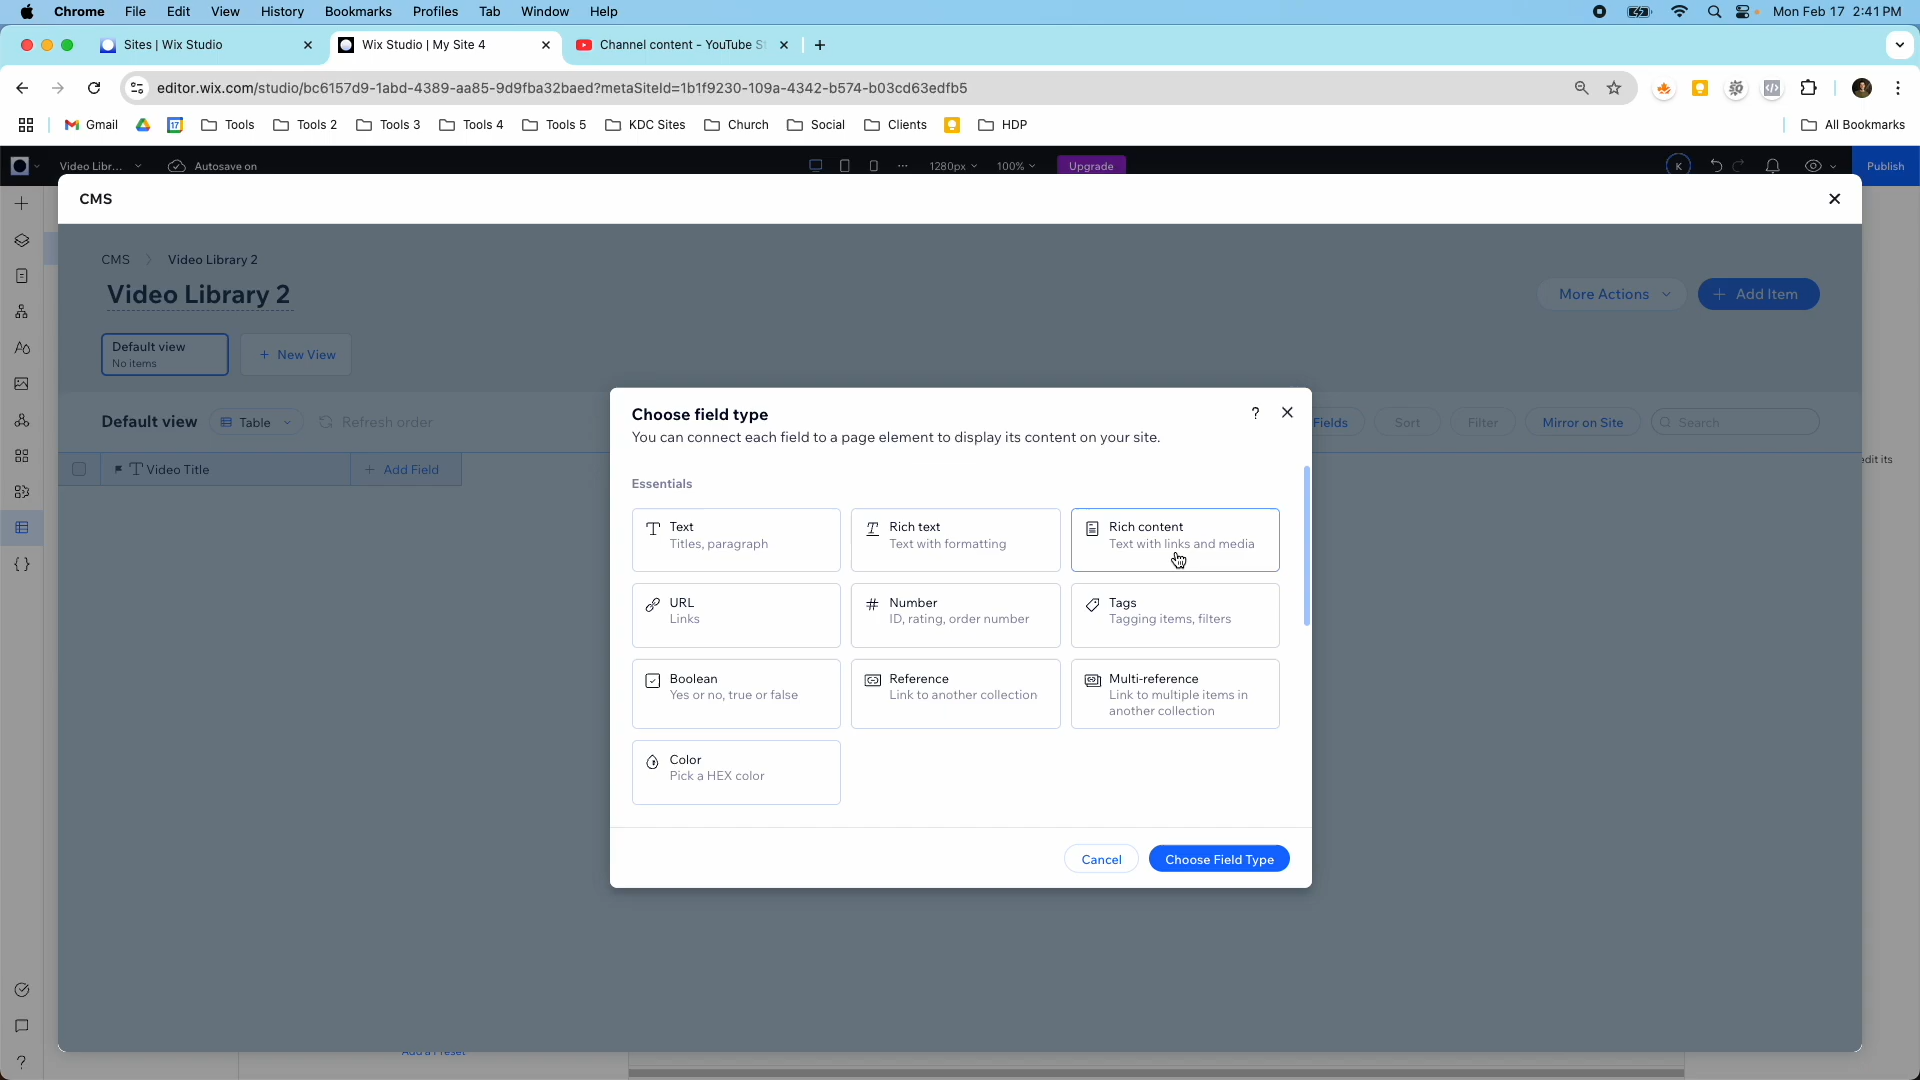 Chrome File Edit View History Bookmarks Profiles Tab Window Help Mon Feb 17 2:41 PM
Sites | Wix Studio Wix Studio | My Site 4 Channel content - YouTube S
editor.wix.com/studio/bc6157d9-1abd-4389-aa85-9d9fba32baed?metaSiteId=1b1f9230-109a-4342-b574-b03cd63edfb5
Gmail Tools Tools 2 Tools 3 Tools 4 Tools 5 KDC Sites Church Social Clients HDP All Bookmarks
Video Libr... Autosave on 1280px 100% Upgrade K Publish
CMS
CMS Video Library 2
Video Library 2
More Actions + Add Item
Default view
No items
+ New View
Default view Table Refresh order Fields Sort Filter Mirror on Site Search
Video Title + Add Field
edit its
Choose field type
You can connect each field to a page element to display its content on your site.
Essentials
Text
Titles, paragraph
Rich text
Text with formatting
Rich content
Text with links and media
URL
Links
Number
ID, rating, order number
Tags
Tagging items, filters
Boolean
Yes or no, true or false
Reference
Link to another collection
Multi-reference
Link to multiple items in
another collection
Color
Pick a HEX color
Cancel Choose Field Type
Add a Preset